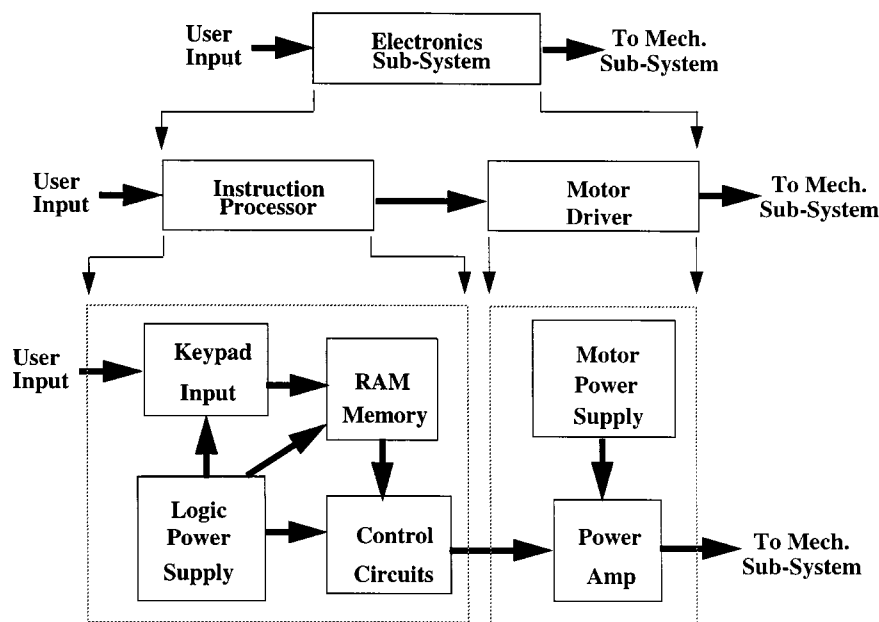 User
Input
Electronics
Sub-System
To Mech.
Sub-System
User
Input
Instruction
Processor
Motor
Driver
To Mech.
Sub-System
User
Input
Keypad
Input
RAM
Memory
Motor
Power
Supply
Logic
Power
Supply
Control
Circuits
Power
Amp
To Mech.
Sub-System